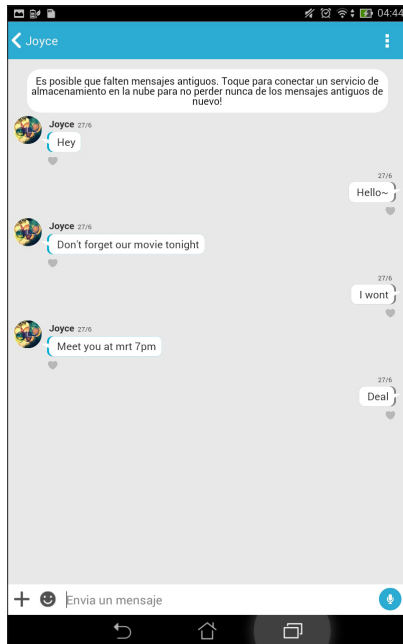 04:44
Joyce
Es posible que falten mensajes antiguos. Toque para conectar un servicio de
almacenamiento en la nube para no perder nunca de los mensajes antiguos de
nuevo!
Joyce 27/6
Hey
27/6
Hello~
Joyce 27/6
Don't forget our movie tonight
27/6
I wont
Joyce 27/6
Meet you at mrt 7pm
27/6
Deal
Envia un mensaje